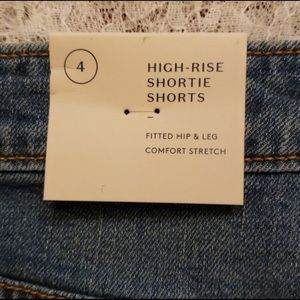 4
HIGH-RISE
SHORTIE
SHORTS
–
FITTED HIP & LEG
COMFORT STRETCH